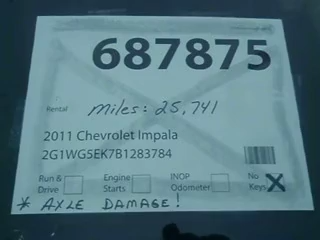 687875
Rental Miles: 25,741
2011 Chevrolet Impala
2G1WG5EK7B1283784
Run & Drive Engine Starts INOP Odometer No Keys X
* AXLE DAMAGE!